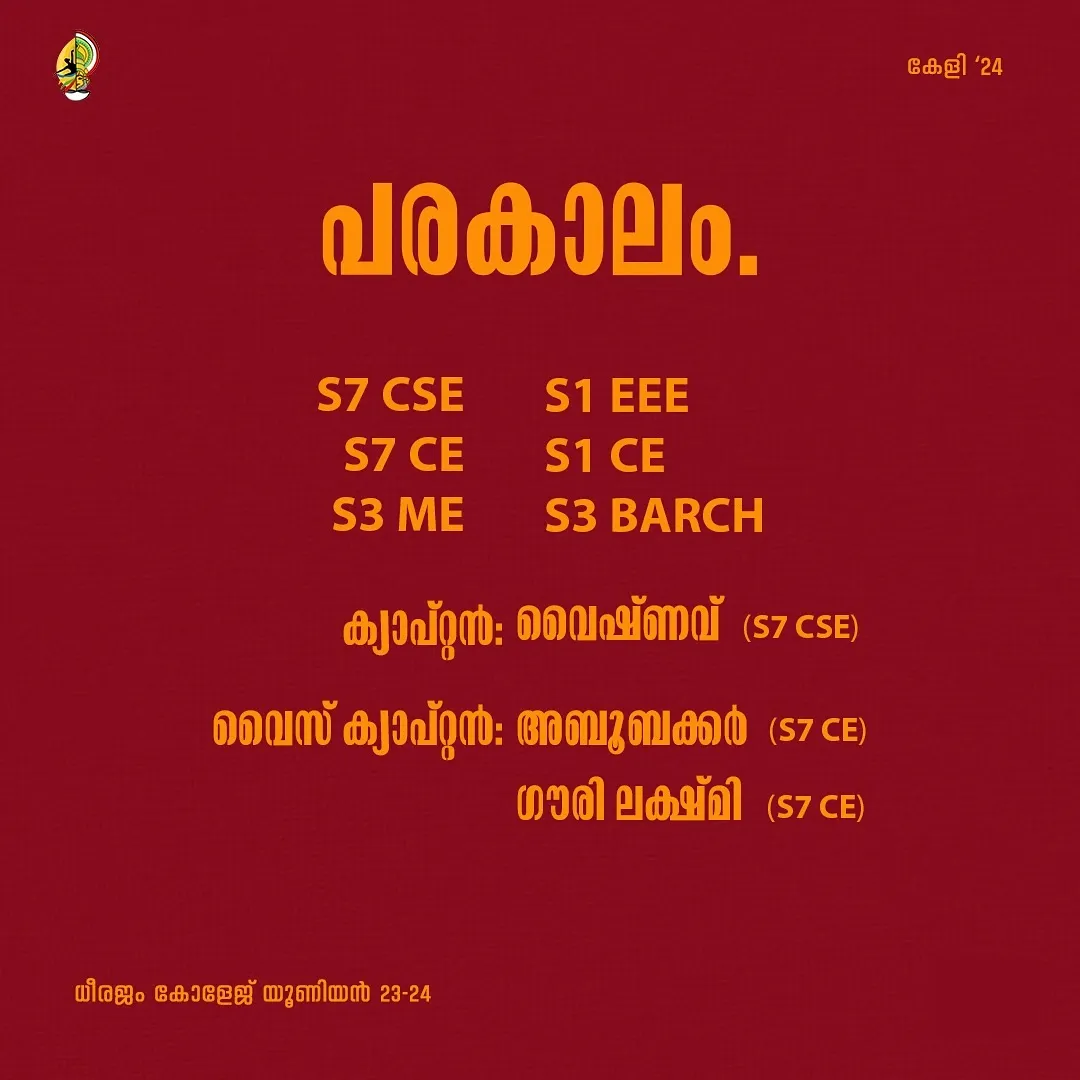 കേളി ‘24
പരകാലം.
S7 CSE S1 EEE
S7 CE S1 CE
S3 ME S3 BARCH
ക്യാപ്റ്റൻ: വൈഷ്ണവ് (S7 CSE)
വൈസ് ക്യാപ്റ്റൻ: അബൂബക്കർ (S7 CE)
ഗൗരി ലക്ഷ്മി (S7 CE)
ധീരജം കോളേജ് യൂണിയൻ 23-24